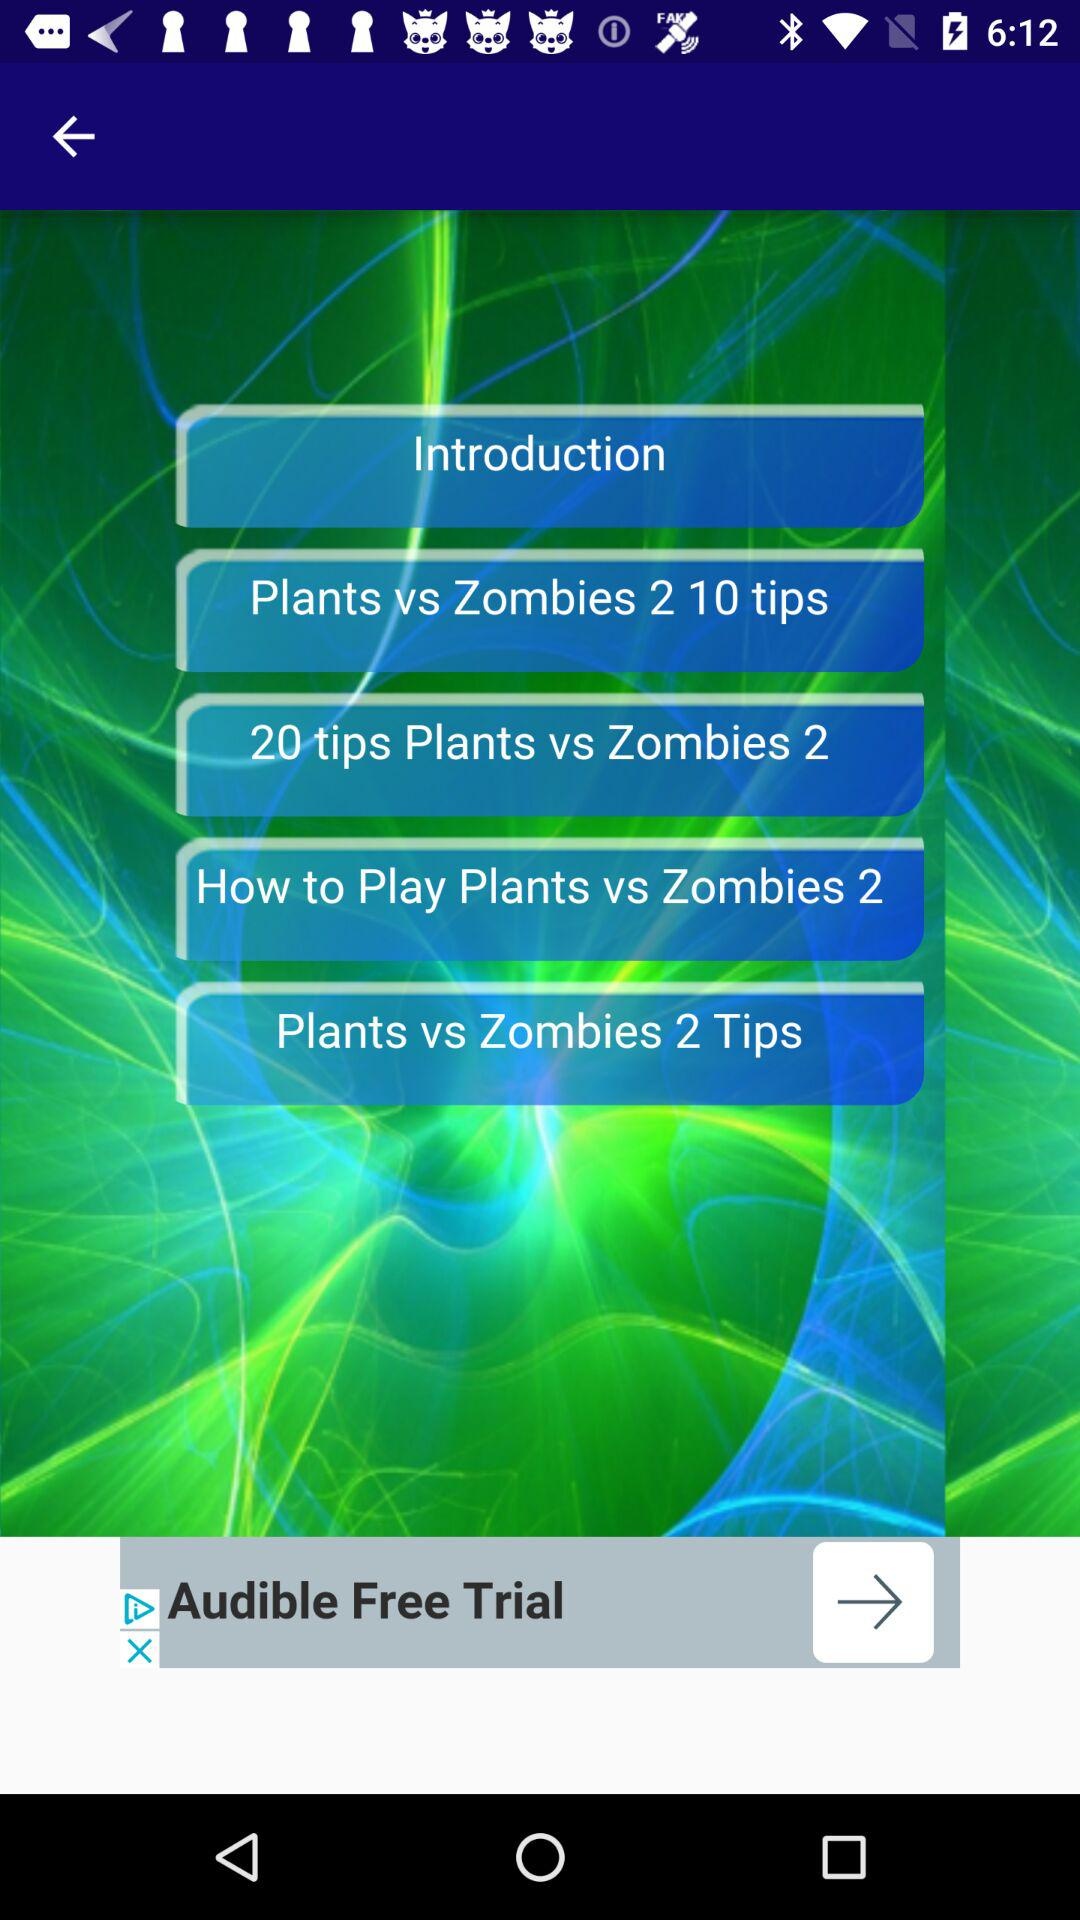 FAKE
6:12
Introduction
Plants vs Zombies 2 10 tips
20 tips Plants vs Zombies 2
How to Play Plants vs Zombies 2
Plants vs Zombies 2 Tips
Audible Free Trial